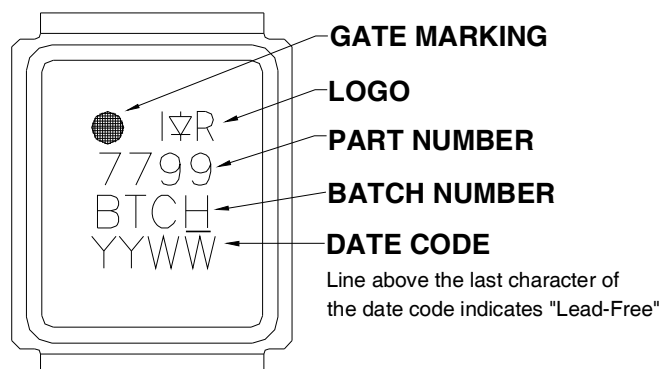 GATE MARKING
I R
LOGO
7799
PART NUMBER
BTCH
BATCH NUMBER
YYWW
DATE CODE
Line above the last character of
the date code indicates "Lead-Free"